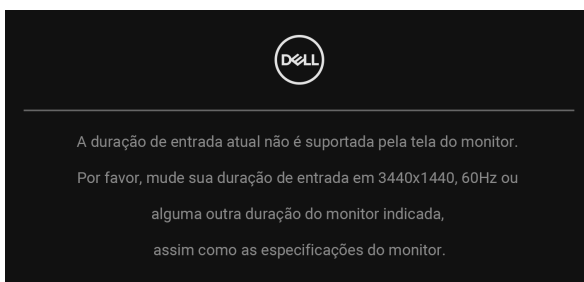 DELL
A duração de entrada atual não é suportada pela tela do monitor.
Por favor, mude sua duração de entrada em 3440x1440, 60Hz ou
alguma outra duração do monitor indicada,
assim como as especificações do monitor.